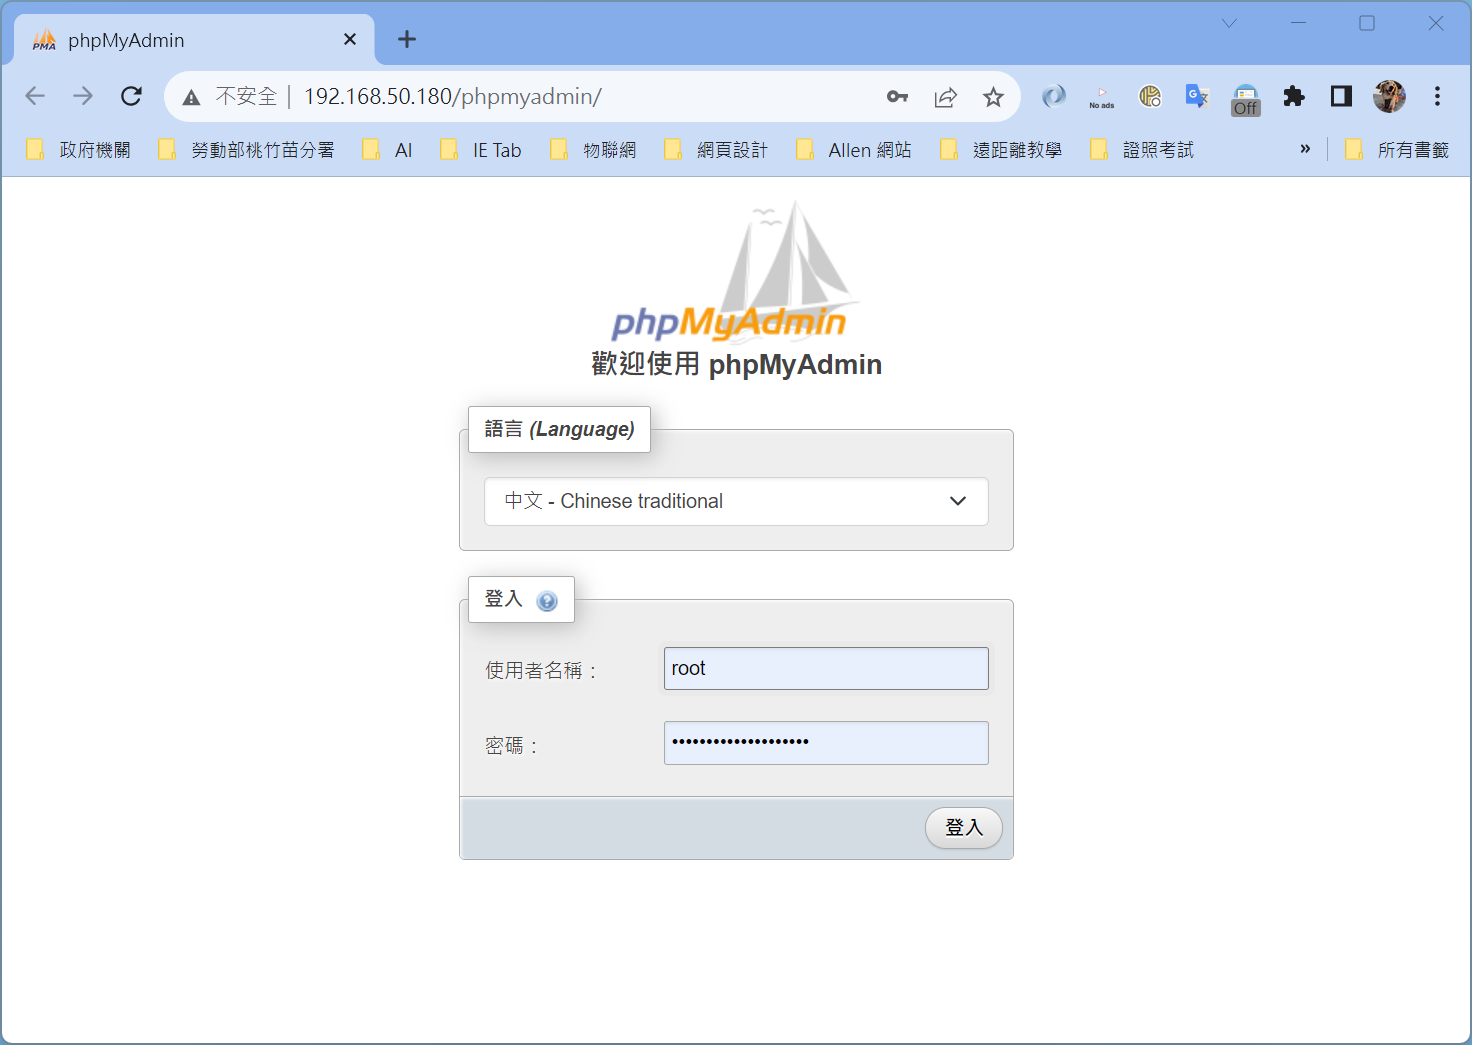 PMA phpMyAdmin
不安全 | 192.168.50.180/phpmyadmin/
No ads
Off
政府機關 勞動部桃竹苗分署 AI IE Tab 物聯網 網頁設計 Allen 網站 遠距離教學 證照考試 » 所有書籤
phpMyAdmin
歡迎使用 phpMyAdmin
語言 (Language)
中文 - Chinese traditional
登入
使用者名稱：
root
密碼：
••••••••••••••••••••
登入